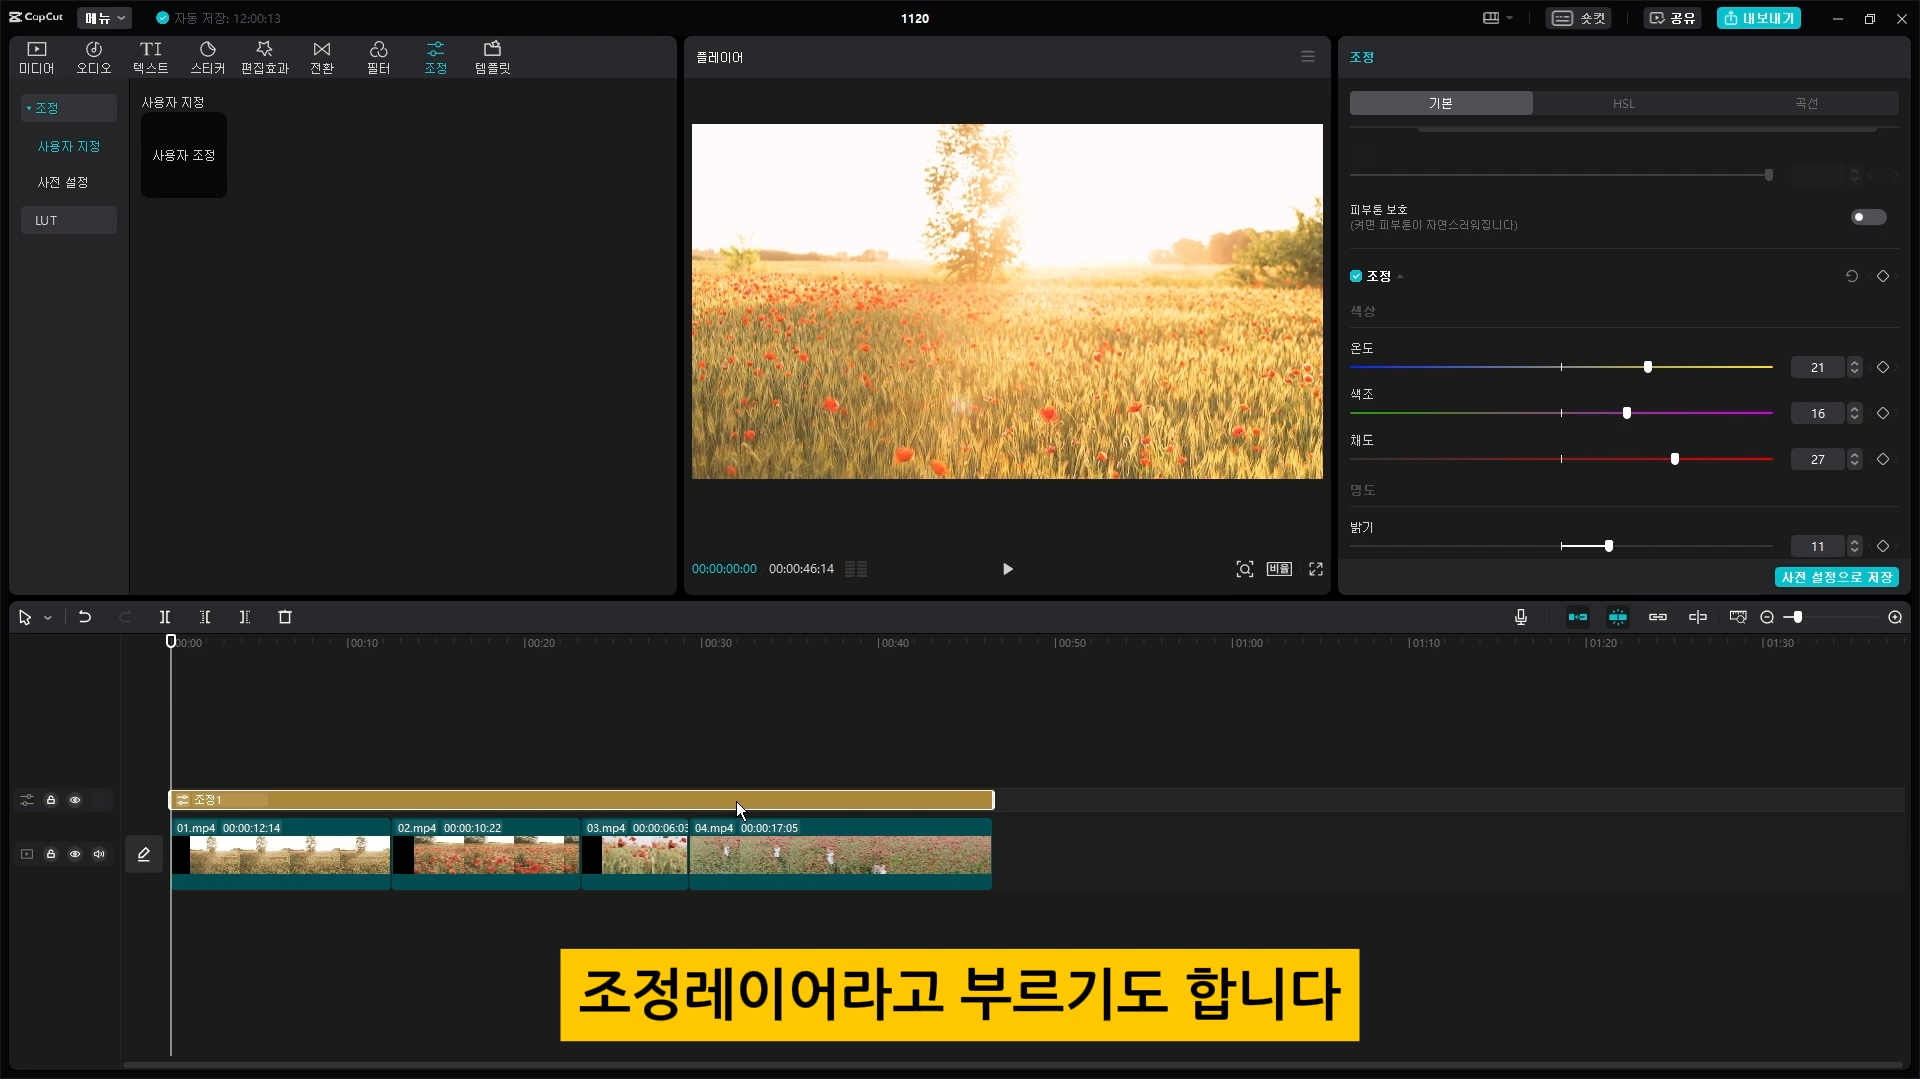 CapCut 메뉴 자동 저장: 12:00:13 1120 숏컷 공유 내보내기
미디어 오디오 텍스트 스티커 편집효과 전환 필터 조정 템플릿
조정
사용자 지정
사전 설정
LUT
사용자 지정
사용자 조정
플레이어
00:00:00:00 00:00:46:14 비율
조정
기본 HSL 곡선
피부톤 보호
(켜면 피부톤이 자연스러워집니다)
조정
색상
온도
21
색조
16
채도
27
명도
밝기
11
사전 설정으로 저장
00:00 00:10 00:20 00:30 00:40 00:50 01:00 01:10 01:20 01:30
조정1
01.mp4 00:00:12:14 02.mp4 00:00:10:22 03.mp4 00:00:06:03 04.mp4 00:00:17:05
조정레이어라고 부르기도 합니다